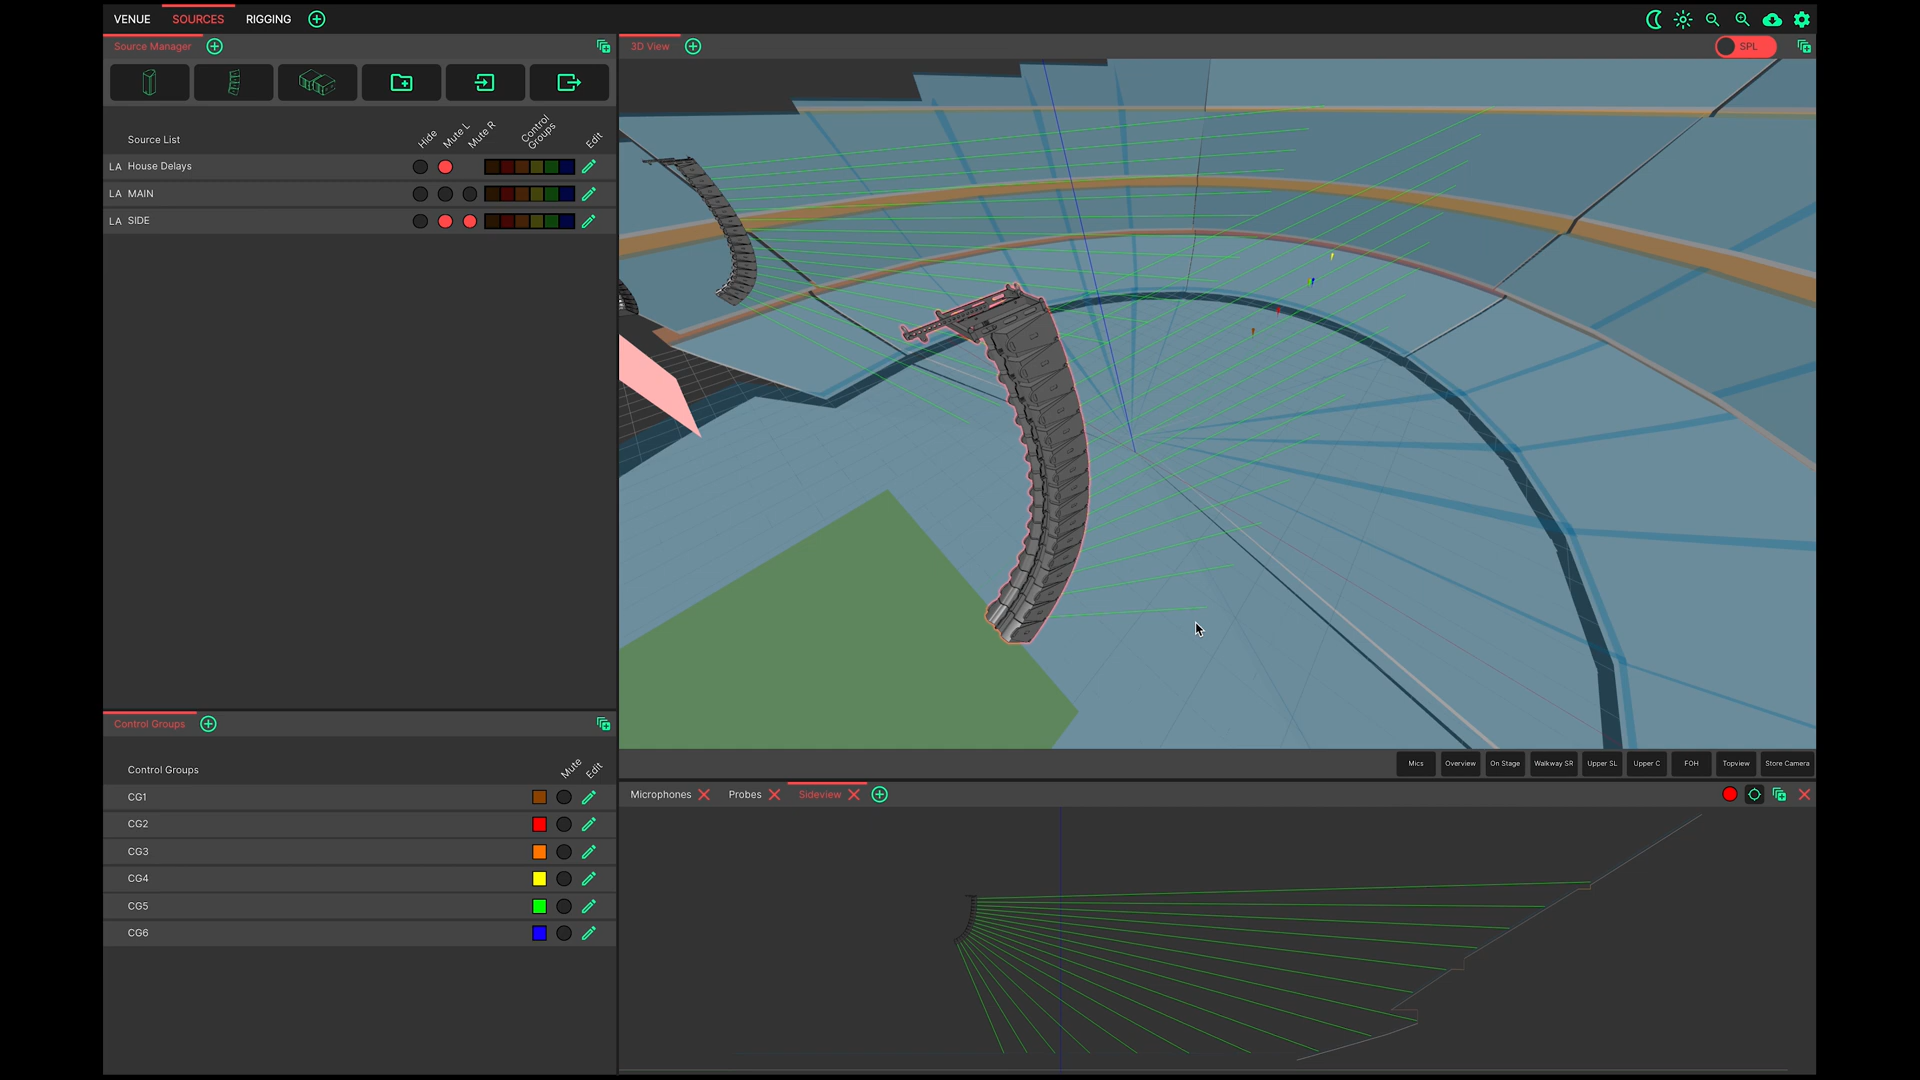 VENUE SOURCES RIGGING
Source Manager
3D View
SPL
Source List Hide Mute L Mute R Control Groups Edit
LA House Delays
LA MAIN
LA SIDE
Control Groups
Control Groups Mute Edit
CG1
CG2
CG3
CG4
CG5
CG6
Mics Overview On Stage Walkway SR Upper SL Upper C FOH Topview Store Camera
Microphones Probes Sideview